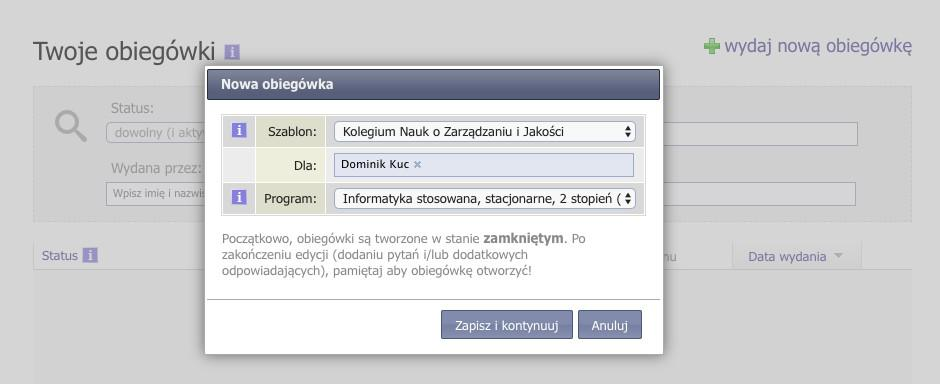 Twoje obiegówki
wydaj nową obiegówkę
Nowa obiegówka
Status:
dowolny (i akty
Wydana przez:
Wpisz imię i nazwis
Szablon: Kolegium Nauk o Zarządzaniu i Jakości
Dla: Dominik Kuc ×
Program: Informatyka stosowana, stacjonarne, 2 stopień (
Początkowo, obiegówki są tworzone w stanie zamkniętym. Po
zakończeniu edycji (dodaniu pytań i/lub dodatkowych
odpowiadających), pamiętaj aby obiegówkę otworzyć!
Status
mu
Data wydania
Zapisz i kontynuuj
Anuluj